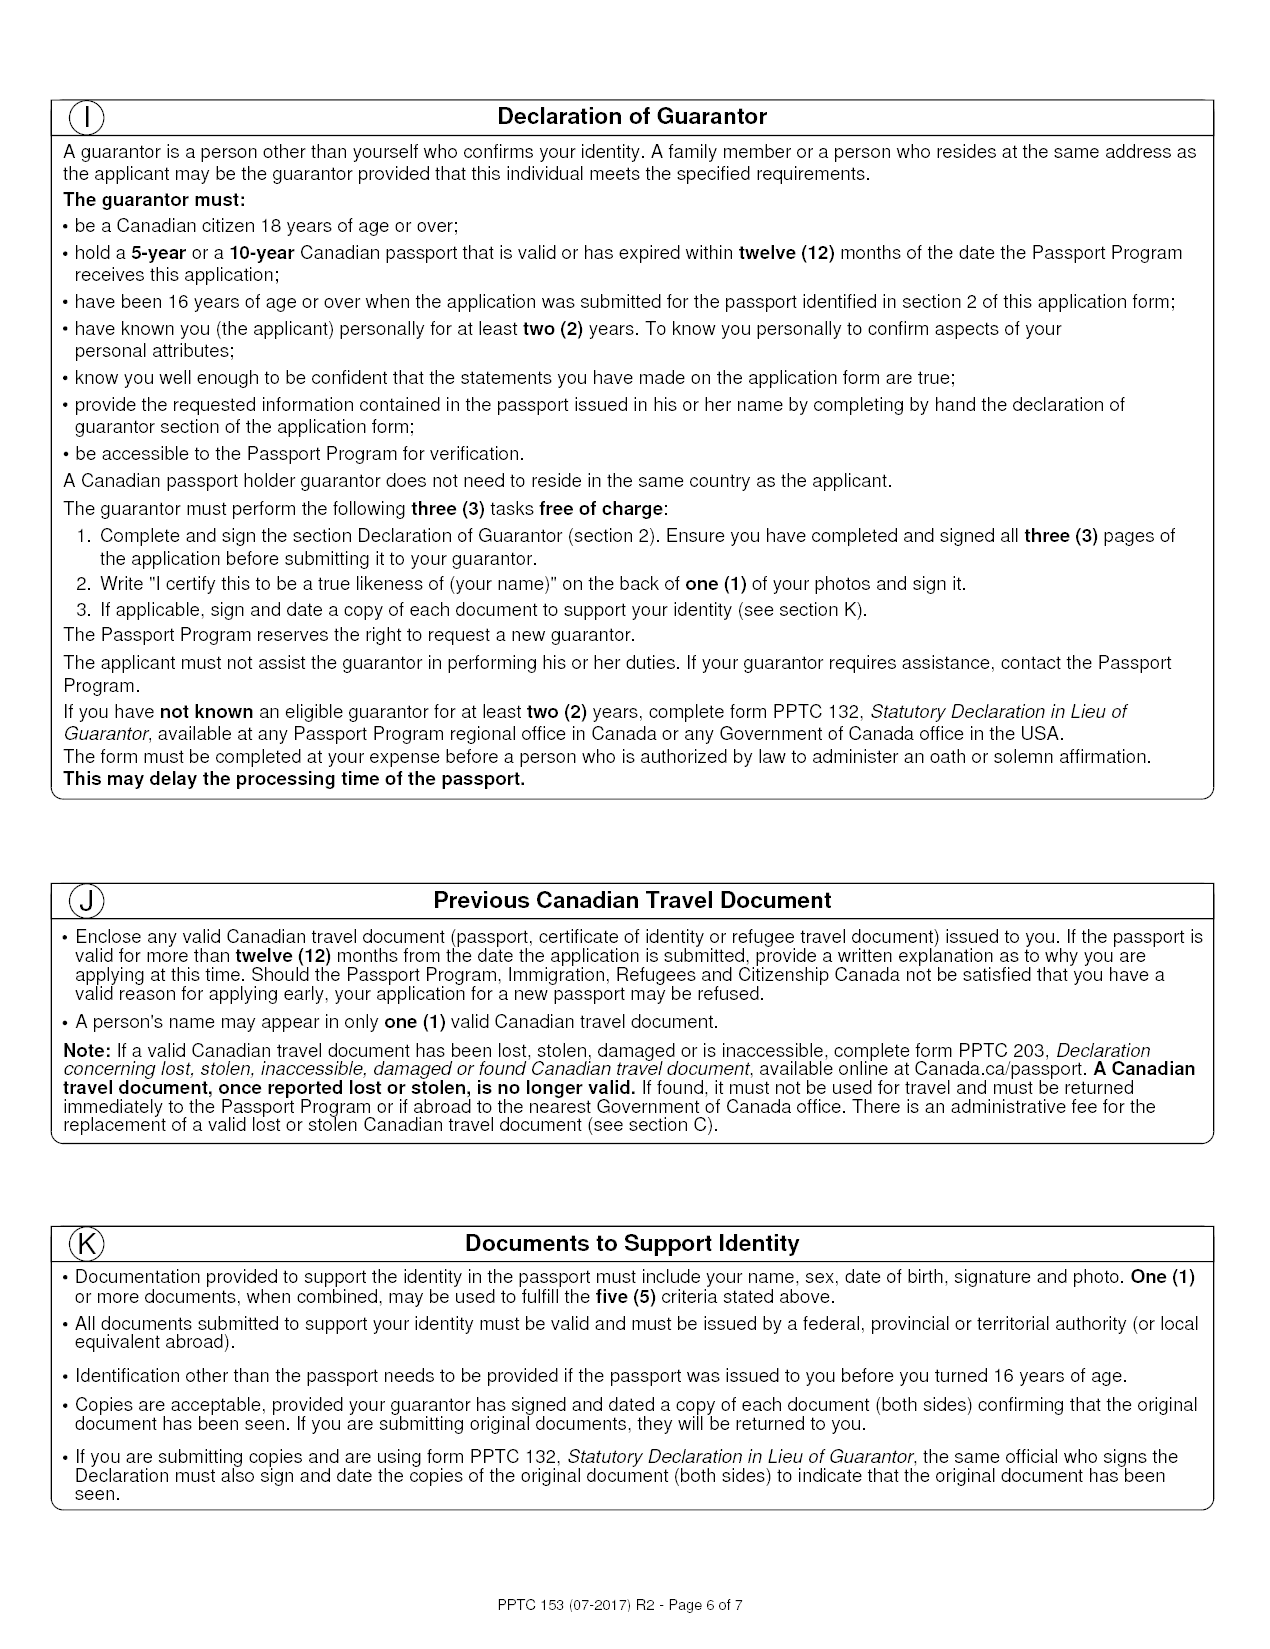 I
Declaration of Guarantor
A guarantor is a person other than yourself who confirms your identity. A family member or a person who resides at the same address as
the applicant may be the guarantor provided that this individual meets the specified requirements.
The guarantor must:
• be a Canadian citizen 18 years of age or over;
• hold a 5-year or a 10-year Canadian passport that is valid or has expired within twelve (12) months of the date the Passport Program
receives this application;
• have been 16 years of age or over when the application was submitted for the passport identified in section 2 of this application form;
• have known you (the applicant) personally for at least two (2) years. To know you personally to confirm aspects of your
personal attributes;
• know you well enough to be confident that the statements you have made on the application form are true;
• provide the requested information contained in the passport issued in his or her name by completing by hand the declaration of
guarantor section of the application form;
• be accessible to the Passport Program for verification.
A Canadian passport holder guarantor does not need to reside in the same country as the applicant.
The guarantor must perform the following three (3) tasks free of charge:
1. Complete and sign the section Declaration of Guarantor (section 2). Ensure you have completed and signed all three (3) pages of
the application before submitting it to your guarantor.
2. Write "I certify this to be a true likeness of (your name)" on the back of one (1) of your photos and sign it.
3. If applicable, sign and date a copy of each document to support your identity (see section K).
The Passport Program reserves the right to request a new guarantor.
The applicant must not assist the guarantor in performing his or her duties. If your guarantor requires assistance, contact the Passport
Program.
If you have not known an eligible guarantor for at least two (2) years, complete form PPTC 132, Statutory Declaration in Lieu of
Guarantor, available at any Passport Program regional office in Canada or any Government of Canada office in the USA.
The form must be completed at your expense before a person who is authorized by law to administer an oath or solemn affirmation.
This may delay the processing time of the passport.
J
Previous Canadian Travel Document
• Enclose any valid Canadian travel document (passport, certificate of identity or refugee travel document) issued to you. If the passport is
valid for more than twelve (12) months from the date the application is submitted, provide a written explanation as to why you are
applying at this time. Should the Passport Program, Immigration, Refugees and Citizenship Canada not be satisfied that you have a
valid reason for applying early, your application for a new passport may be refused.
• A person's name may appear in only one (1) valid Canadian travel document.
Note: If a valid Canadian travel document has been lost, stolen, damaged or is inaccessible, complete form PPTC 203, Declaration
concerning lost, stolen, inaccessible, damaged or found Canadian travel document, available online at Canada.ca/passport. A Canadian
travel document, once reported lost or stolen, is no longer valid. If found, it must not be used for travel and must be returned
immediately to the Passport Program or if abroad to the nearest Government of Canada office. There is an administrative fee for the
replacement of a valid lost or stolen Canadian travel document (see section C).
K
Documents to Support Identity
• Documentation provided to support the identity in the passport must include your name, sex, date of birth, signature and photo. One (1)
or more documents, when combined, may be used to fulfill the five (5) criteria stated above.
• All documents submitted to support your identity must be valid and must be issued by a federal, provincial or territorial authority (or local
equivalent abroad).
• Identification other than the passport needs to be provided if the passport was issued to you before you turned 16 years of age.
• Copies are acceptable, provided your guarantor has signed and dated a copy of each document (both sides) confirming that the original
document has been seen. If you are submitting original documents, they will be returned to you.
• If you are submitting copies and are using form PPTC 132, Statutory Declaration in Lieu of Guarantor, the same official who signs the
Declaration must also sign and date the copies of the original document (both sides) to indicate that the original document has been
seen.
PPTC 153 (07-2017) R2 - Page 6 of 7